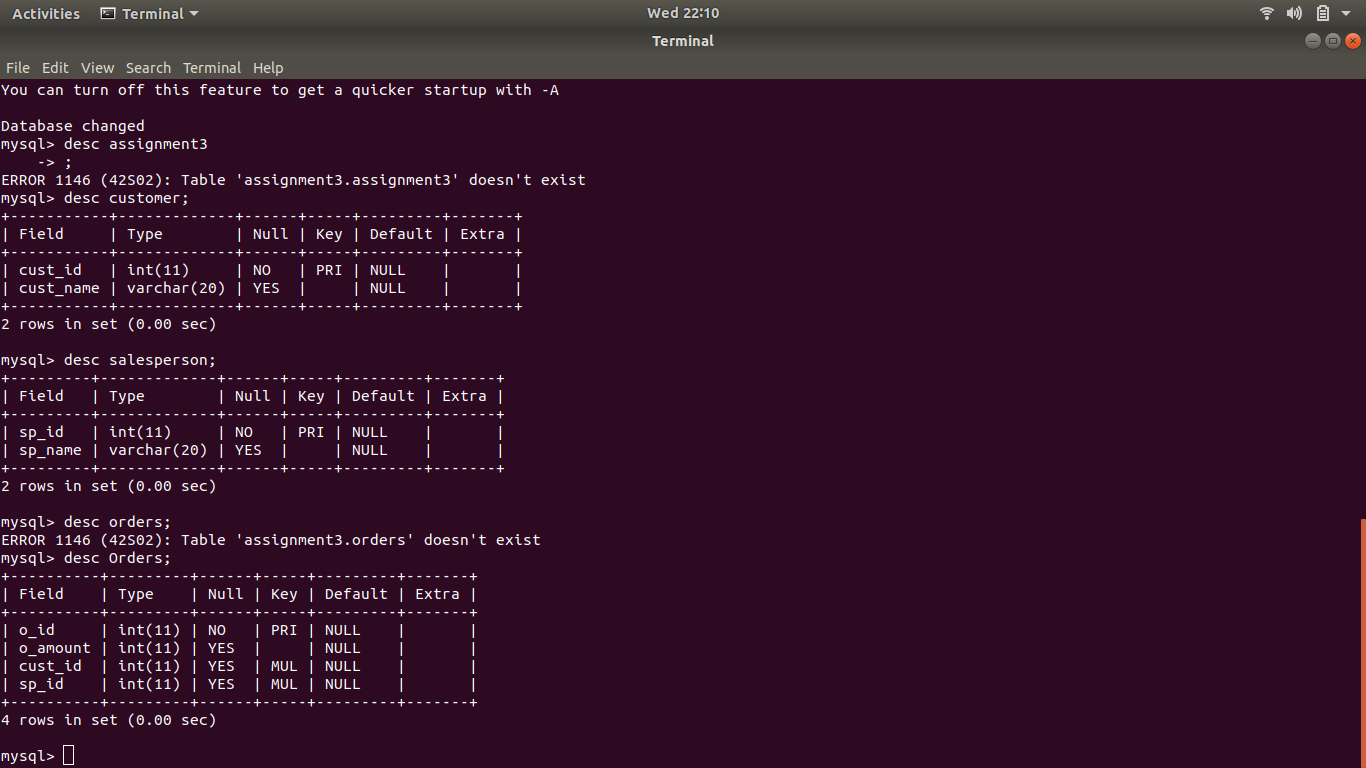 Activities Terminal Wed 22:10
Terminal
File Edit View Search Terminal Help
You can turn off this feature to get a quicker startup with -A

Database changed
mysql> desc assignment3
    -> ;
ERROR 1146 (42S02): Table 'assignment3.assignment3' doesn't exist
mysql> desc customer;
+-----------+-------------+------+-----+---------+-------+
| Field     | Type        | Null | Key | Default | Extra |
+-----------+-------------+------+-----+---------+-------+
| cust_id   | int(11)     | NO   | PRI | NULL    |       |
| cust_name | varchar(20) | YES  |     | NULL    |       |
+-----------+-------------+------+-----+---------+-------+
2 rows in set (0.00 sec)

mysql> desc salesperson;
+---------+-------------+------+-----+---------+-------+
| Field   | Type        | Null | Key | Default | Extra |
+---------+-------------+------+-----+---------+-------+
| sp_id   | int(11)     | NO   | PRI | NULL    |       |
| sp_name | varchar(20) | YES  |     | NULL    |       |
+---------+-------------+------+-----+---------+-------+
2 rows in set (0.00 sec)

mysql> desc orders;
ERROR 1146 (42S02): Table 'assignment3.orders' doesn't exist
mysql> desc Orders;
+----------+---------+------+-----+---------+-------+
| Field    | Type    | Null | Key | Default | Extra |
+----------+---------+------+-----+---------+-------+
| o_id     | int(11) | NO   | PRI | NULL    |       |
| o_amount | int(11) | YES  |     | NULL    |       |
| cust_id  | int(11) | YES  | MUL | NULL    |       |
| sp_id    | int(11) | YES  | MUL | NULL    |       |
+----------+---------+------+-----+---------+-------+
4 rows in set (0.00 sec)

mysql>